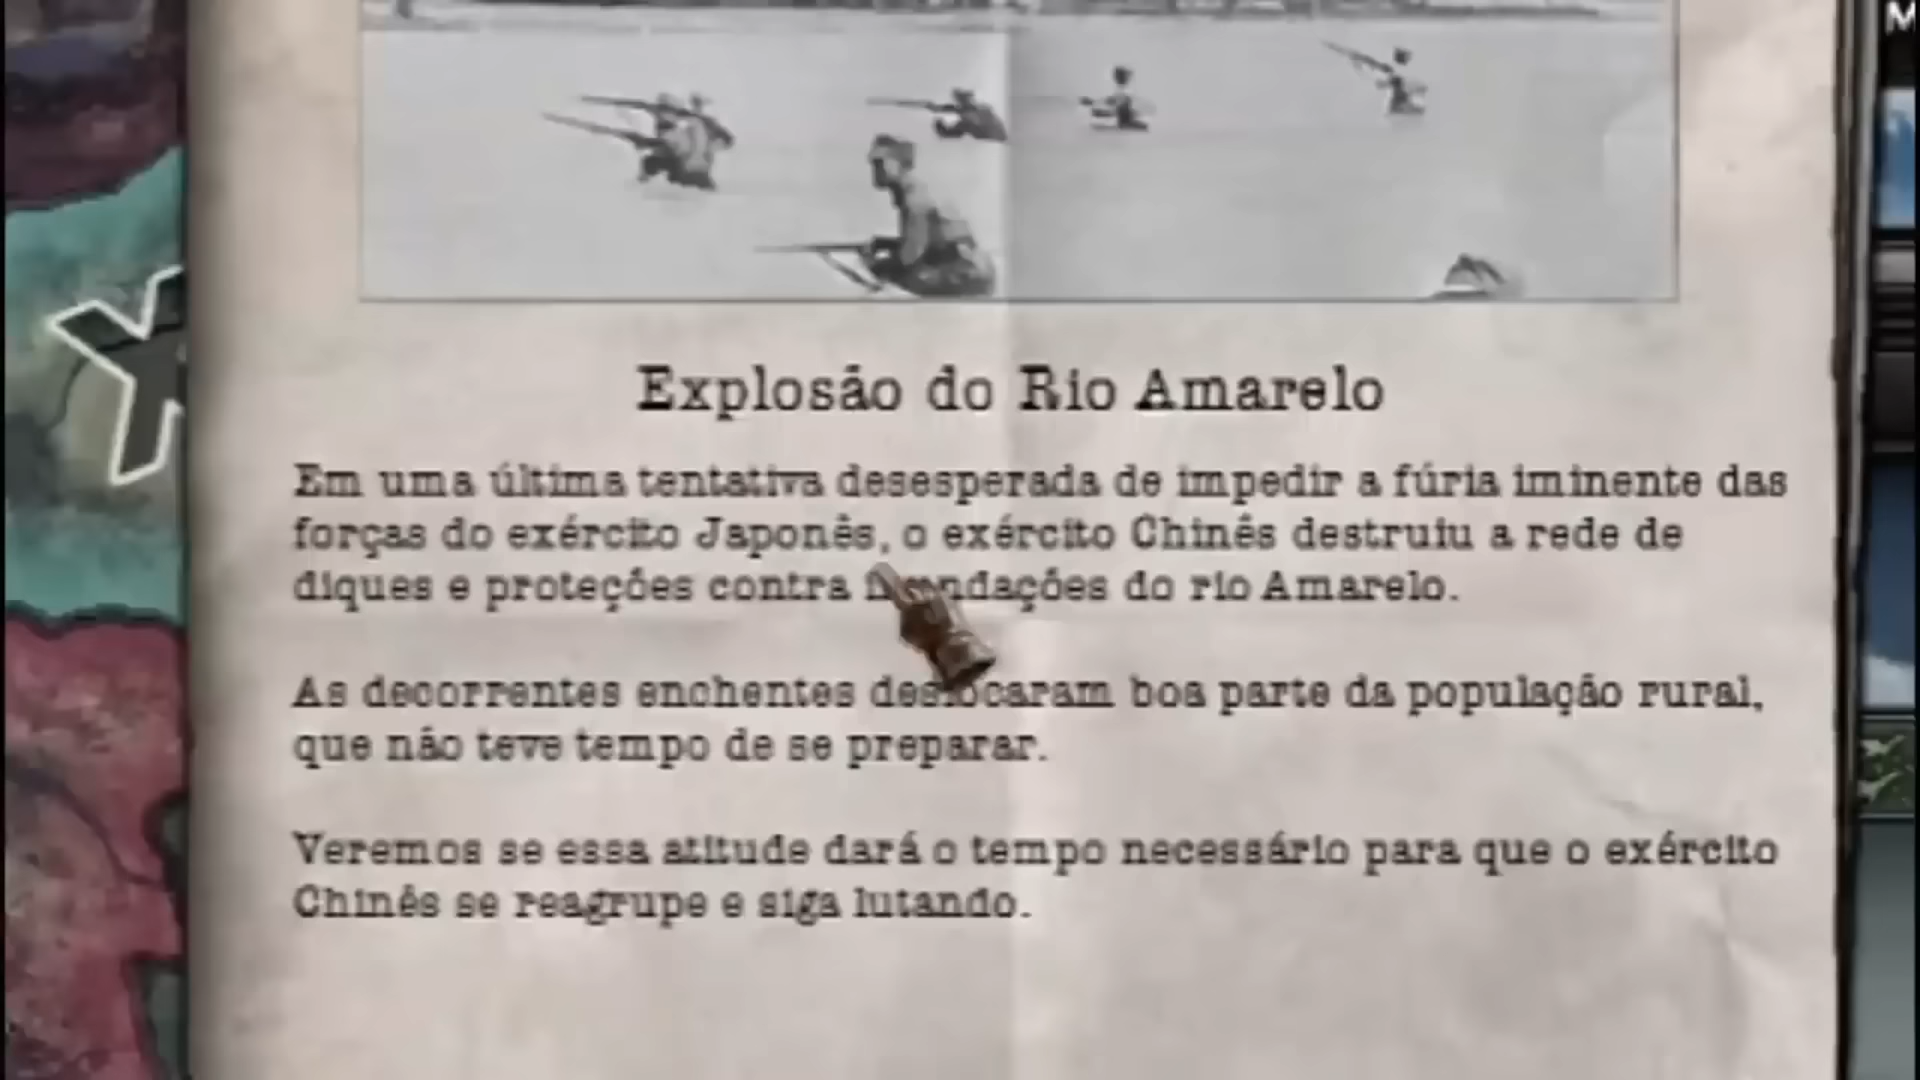 M
Explosão do Rio Amarelo
Em uma última tentativa desesperada de impedir a fúria iminente das
forças do exército Japonês, o exército Chinês destruiu a rede de
diques e proteções contra inundações do rio Amarelo.
As decorrentes enchentes deslocaram boa parte da população rural,
que não teve tempo de se preparar.
Veremos se essa atitude dará o tempo necessário para que o exército
Chinês se reagrupe e siga lutando.